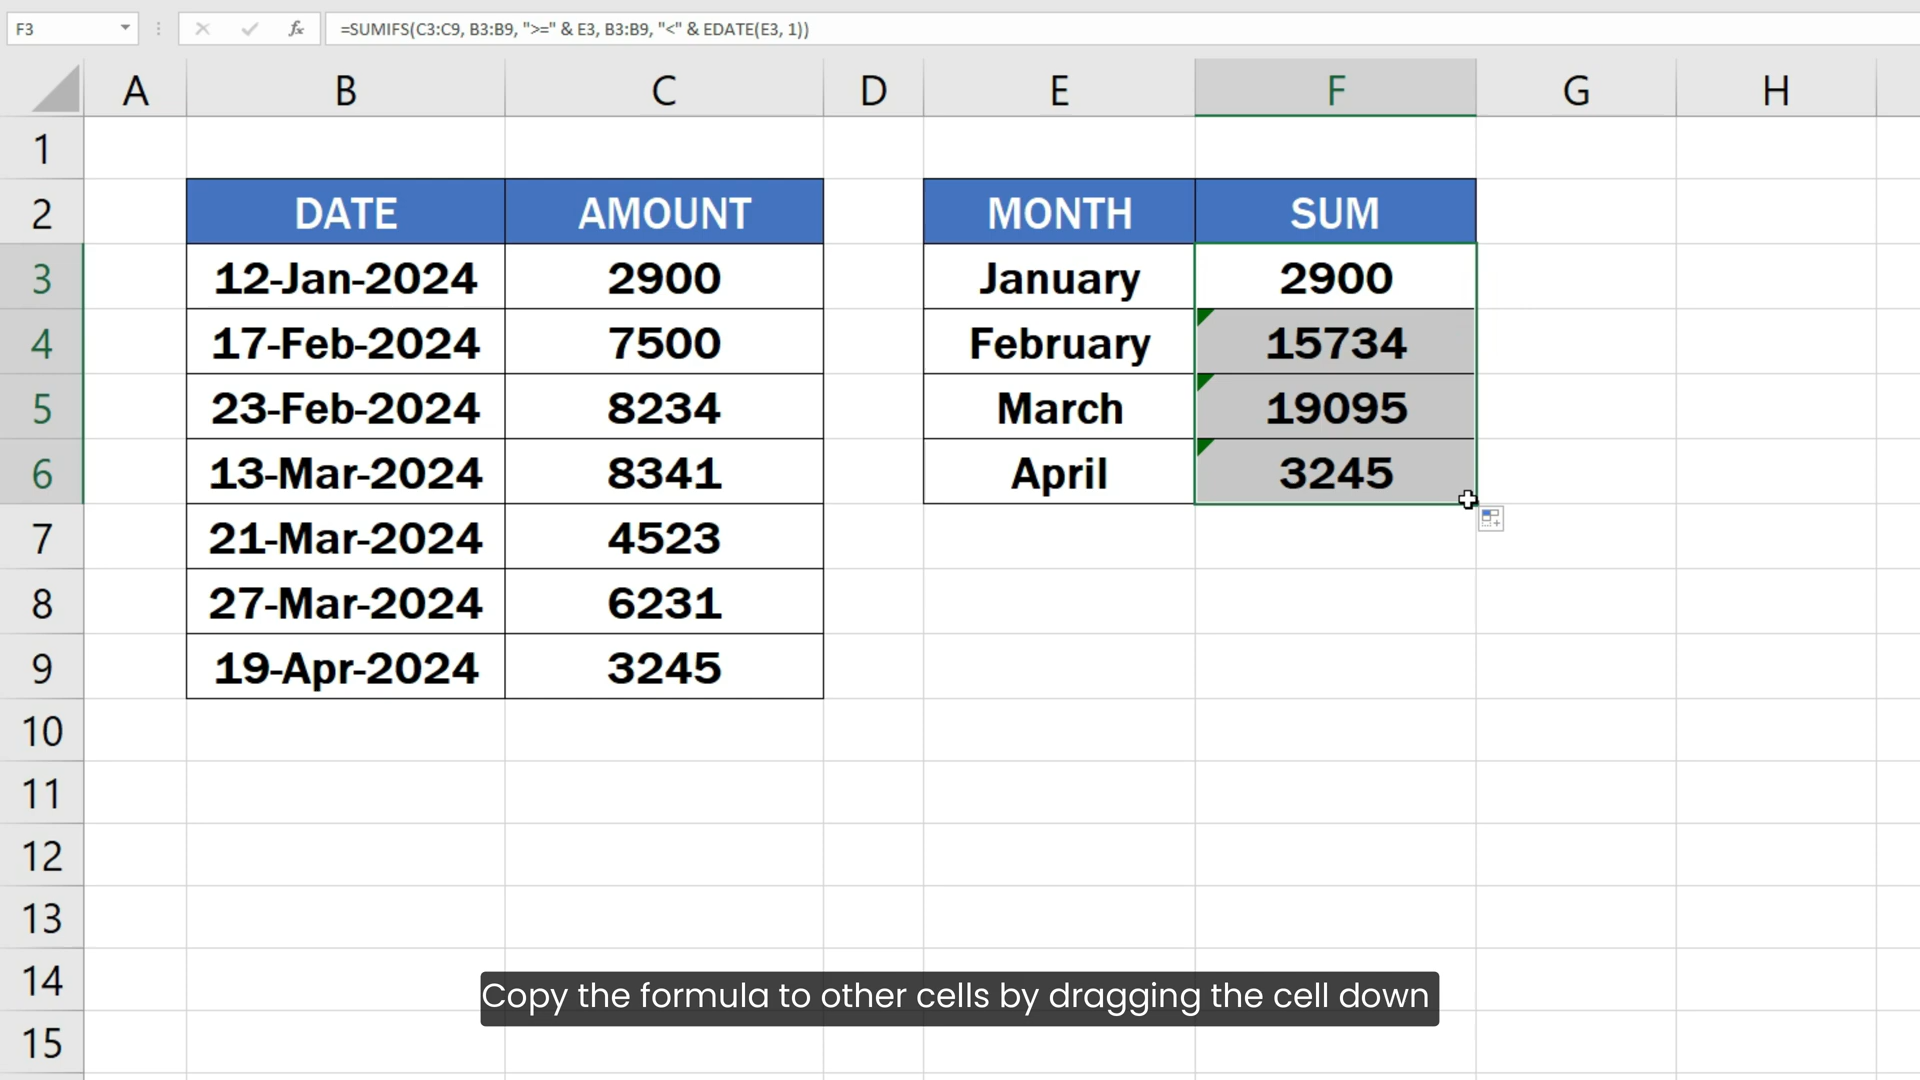 F3 fx =SUMIFS(C3:C9, B3:B9, ">=" & E3, B3:B9, "<" & EDATE(E3, 1))
A B C D E F G H
1
2 DATE AMOUNT MONTH SUM
3 12-Jan-2024 2900 January 2900
4 17-Feb-2024 7500 February 15734
5 23-Feb-2024 8234 March 19095
6 13-Mar-2024 8341 April 3245
7 21-Mar-2024 4523
8 27-Mar-2024 6231
9 19-Apr-2024 3245
10
11
12
13
14
Copy the formula to other cells by dragging the cell down
15